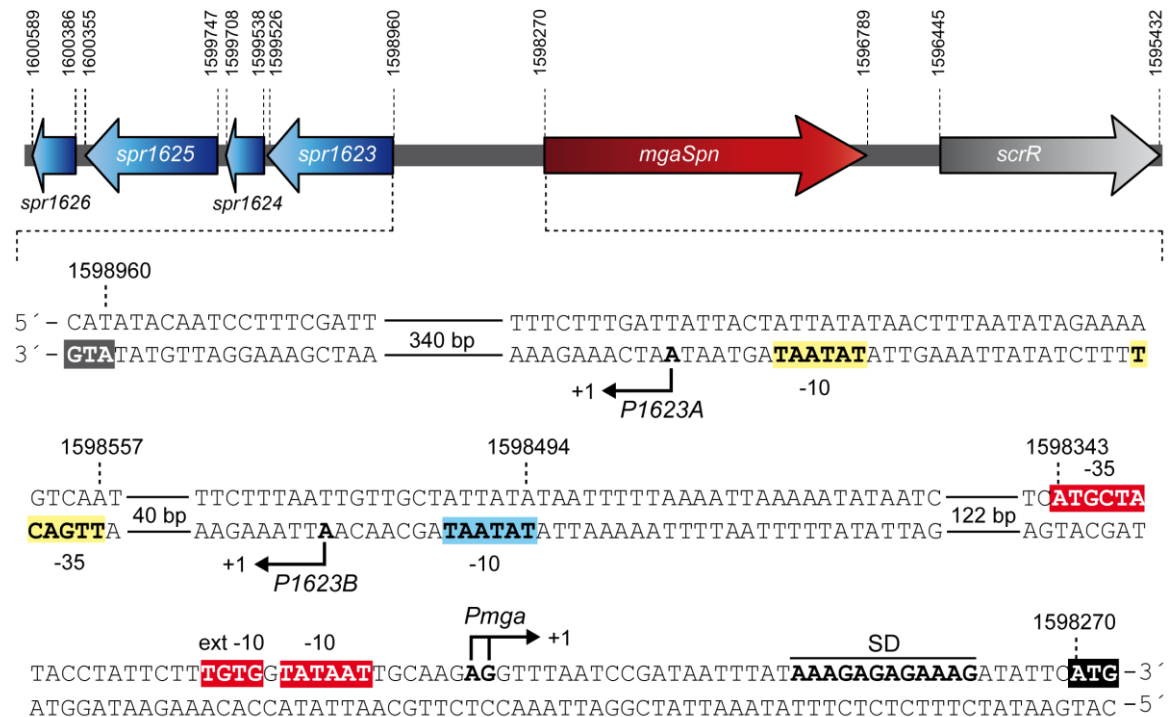 1600589 1600386 1600355 1599747 1599708 1599538 1599526 1598960 1598270 1596789 1596445 1595432
spr1625 spr1623 mgaSpn scrR
spr1626 spr1624
1598960
5´– CATATACAATCCTTTCGATT 340 bp TTTCTTTGATTATTACTATTATATAACTTTAATATAGAAAA
3´– GTATATGTTAGGAAAGCTAA AAAGAAACTAATAATGATAATATATTGAAATTATATCTTTTT
+1 P1623A -10
1598557 1598494 1598343
-35
GTCAAT 40 bp TTCTTTAATTGTTGCTATTATATAATTTTTAAAATTAAAAATATAATC 122 bp TCATGCTA
CAGTTA AAGAAATTAACAACGATAATATATTAAAAATTTTAATTTTTATATTAG AGTACGAT
-35 +1 P1623B -10
ext -10 -10 Pmga +1 SD 1598270
TACCTATTCTTTGTGGTATAATTGCAAGAGGTTTAATCCGATAATTTATAAAGAGAGAAAGATATTCATG –3´
ATGGATAAGAAACACCATATTAACGTTCTCCAAATTAGGCTATTAAATATTTCTCTCTTTCTATAAGTAC –5´